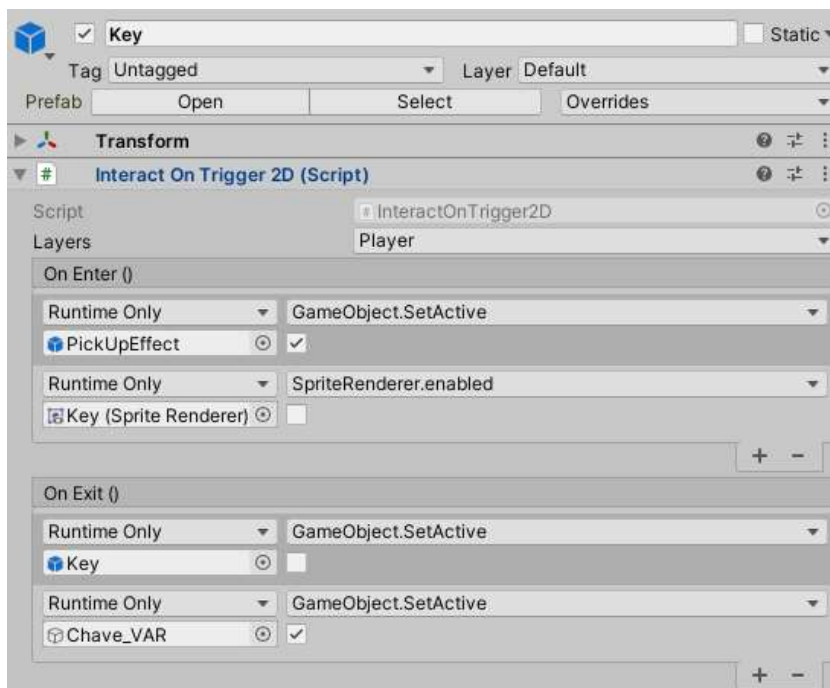 Key Static
Tag Untagged Layer Default
Prefab Open Select Overrides
Transform
# Interact On Trigger 2D (Script)
Script # InteractOnTrigger2D
Layers Player
On Enter ()
Runtime Only GameObject.SetActive
PickUpEffect
Runtime Only SpriteRenderer.enabled
Key (Sprite Renderer)
+ −
On Exit ()
Runtime Only GameObject.SetActive
Key
Runtime Only GameObject.SetActive
Chave_VAR
+ −